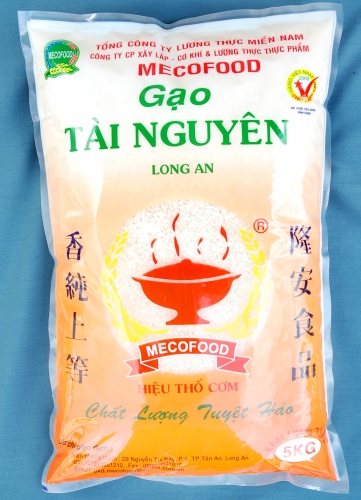 TỔNG CÔNG TY LƯƠNG THỰC MIỀN NAM
CÔNG TY CP XÂY LẮP - CƠ KHÍ & LƯƠNG THỰC THỰC PHẨM
MECOFOOD
MECOFOOD
Gạo
TÀI NGUYÊN
LONG AN
®
香純上等
隆安食品
MECOFOOD
HIỆU THỐ CƠM
Chất Lượng Tuyệt Hảo
5KG